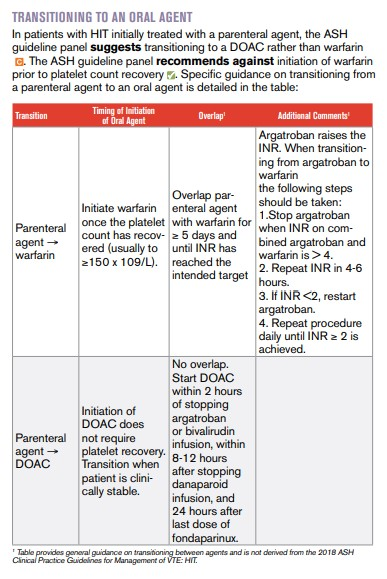 TRANSITIONING TO AN ORAL AGENT
In patients with HIT initially treated with a parenteral agent, the ASH
guideline panel suggests transitioning to a DOAC rather than warfarin
C. The ASH guideline panel recommends against initiation of warfarin
prior to platelet count recovery ✓. Specific guidance on transitioning from
a parenteral agent to an oral agent is detailed in the table:
Transition
Timing of Initiation
of Oral Agent
Overlap¹
Additional Comments¹
Parenteral
agent →
warfarin
Initiate warfarin
once the platelet
count has recov-
ered (usually to
≥150 x 109/L).
Overlap par-
enteral agent
with warfarin for
≥ 5 days and
until INR has
reached the
intended target
Argatroban raises the
INR. When transition-
ing from argatroban to
warfarin
the following steps
should be taken:
1.Stop argatroban
when INR on com-
bined argatroban and
warfarin is > 4.
2. Repeat INR in 4-6
hours.
3. If INR <2, restart
argatroban.
4. Repeat procedure
daily until INR ≥ 2 is
achieved.
Parenteral
agent →
DOAC
Initiation of
DOAC does
not require
platelet recovery.
Transition when
patient is clini-
cally stable.
No overlap.
Start DOAC
within 2 hours
of stopping
argatroban
or bivalirudin
infusion, within
8-12 hours
after stopping
danaparoid
infusion, and
24 hours after
last dose of
fondaparinux.
¹ Table provides general guidance on transitioning between agents and is not derived from the 2018 ASH
Clinical Practice Guidelines for Management of VTE: HIT.